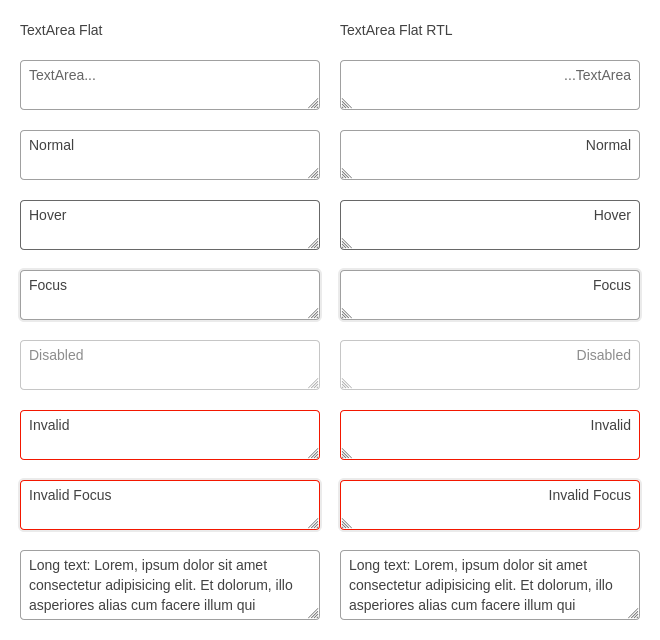 TextArea Flat
TextArea...
Normal
Hover
Focus
Disabled
Invalid
Invalid Focus
Long text: Lorem, ipsum dolor sit amet
consectetur adipisicing elit. Et dolorum, illo
asperiores alias cum facere illum qui
TextArea Flat RTL
...TextArea
Normal
Hover
Focus
Disabled
Invalid
Invalid Focus
Long text: Lorem, ipsum dolor sit amet
consectetur adipisicing elit. Et dolorum, illo
asperiores alias cum facere illum qui